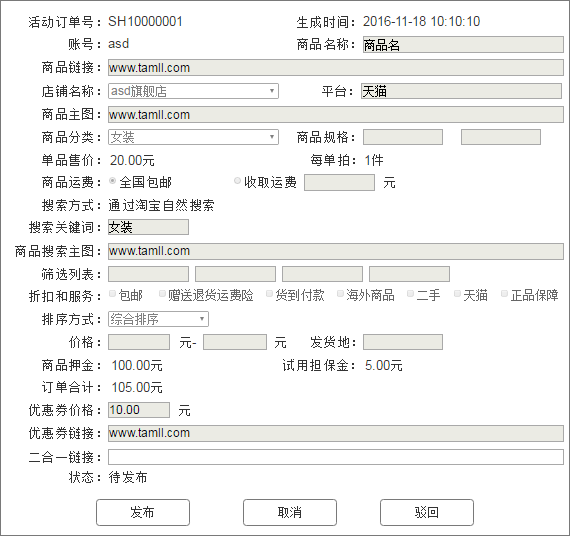 活动订单号：SH10000001 生成时间：2016-11-18 10:10:10
账号：asd 商品名称：商品名
商品链接：www.tamll.com
店铺名称：asd旗舰店 平台：天猫
商品主图：www.tamll.com
商品分类：女装 商品规格：
单品售价：20.00元 每单拍：1件
商品运费：全国包邮 收取运费 元
搜索方式：通过淘宝自然搜索
搜索关键词：女装
商品搜索主图：www.tamll.com
筛选列表：
折扣和服务：包邮 赠送退货运费险 货到付款 海外商品 二手 天猫 正品保障
排序方式：综合排序
价格： 元- 元 发货地：
商品押金：100.00元 试用担保金：5.00元
订单合计：105.00元
优惠券价格：10.00 元
优惠券链接：www.tamll.com
二合一链接：
状态：待发布
发布 取消 驳回